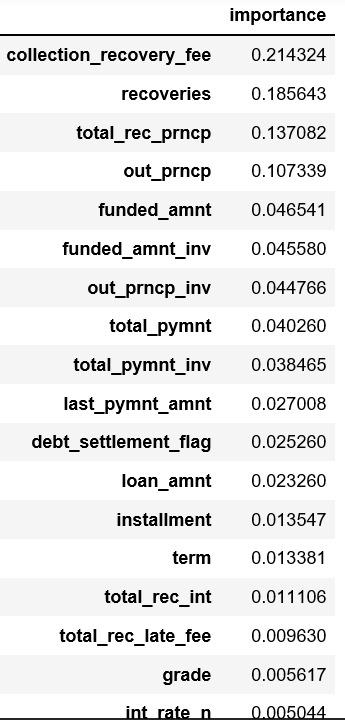 importance
collection_recovery_fee 0.214324
recoveries 0.185643
total_rec_prncp 0.137082
out_prncp 0.107339
funded_amnt 0.046541
funded_amnt_inv 0.045580
out_prncp_inv 0.044766
total_pymnt 0.040260
total_pymnt_inv 0.038465
last_pymnt_amnt 0.027008
debt_settlement_flag 0.025260
loan_amnt 0.023260
installment 0.013547
term 0.013381
total_rec_int 0.011106
total_rec_late_fee 0.009630
grade 0.005617
int_rate_n 0.005044